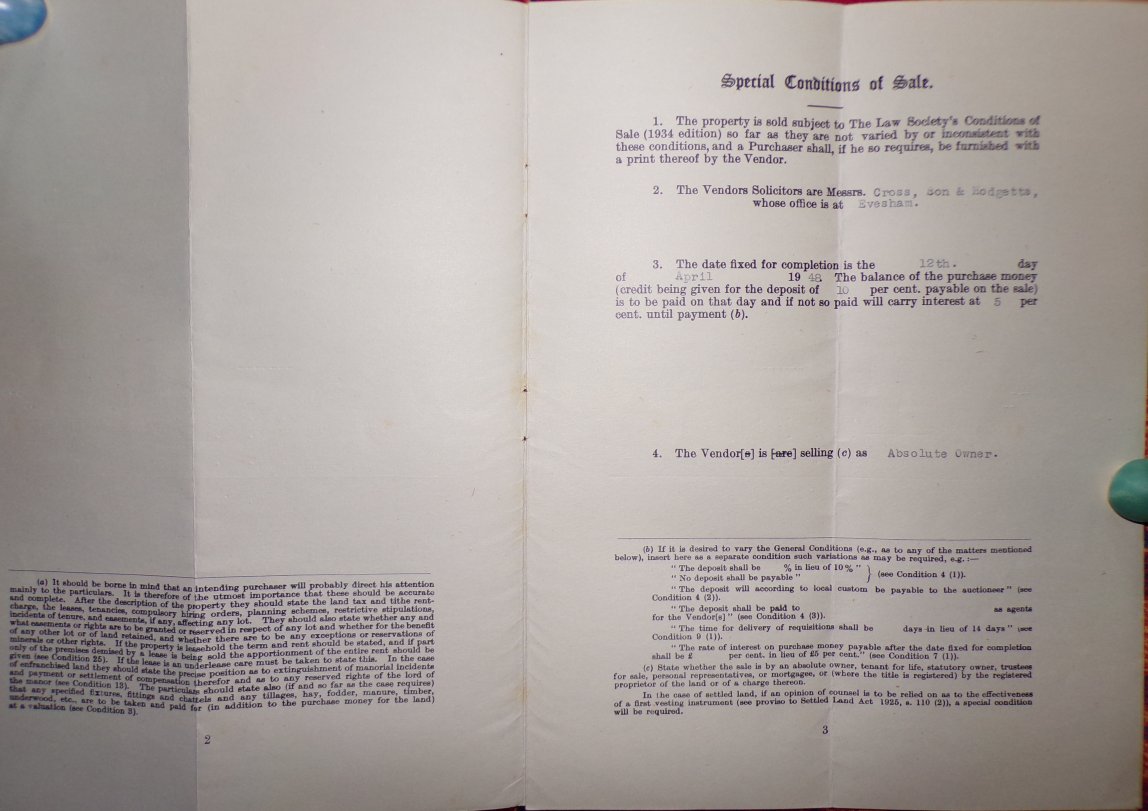 (a) It should be borne in mind that an intending purchaser will probably direct his attention
mainly to the particulars. It is therefore of the utmost importance that these should be accurate
and complete. After the description of the property they should state the land tax and tithe rent-
charge, the leases, tenancies, compulsory hiring orders, planning schemes, restrictive stipulations,
incidents of tenure, and easements, if any, affecting any lot. They should also state whether any and
what easements or rights are to be granted or reserved in respect of any lot and whether for the benefit
of any other lot or of land retained, and whether there are to be any exceptions or reservations of
minerals or other rights. If the property is leasehold the term and rent should be stated, and if part
only of the premises demised by a lease is being sold the apportionment of the entire rent should be
given (see Condition 25). If the lease is an underlease care must be taken to state this. In the case
of enfranchised land they should state the precise position as to extinguishment of manorial incidents
and payment or settlement of compensation therefor and as to any reserved rights of the lord of
the manor (see Condition 13). The particulars should state also (if and so far as the case requires)
that any specified fixtures, fittings and chattels and any tillages, hay, fodder, manure, timber,
underwood, etc., are to be taken and paid for (in addition to the purchase money for the land)
at a valuation (see Condition 3).
2
Special Conditions of Sale.
1. The property is sold subject to The Law Society's Conditions of
Sale (1934 edition) so far as they are not varied by or inconsistent with
these conditions, and a Purchaser shall, if he so requires, be furnished with
a print thereof by the Vendor.
2. The Vendors Solicitors are Messrs. Cross, Son & Hodgetts,
whose office is at Evesham.
3. The date fixed for completion is the 12th. day
of April 19 48. The balance of the purchase money
(credit being given for the deposit of 10 per cent. payable on the sale)
is to be paid on that day and if not so paid will carry interest at 5 per
cent. until payment (b).
4. The Vendor[s] is [are] selling (c) as Absolute Owner.
(b) If it is desired to vary the General Conditions (e.g., as to any of the matters mentioned
below), insert here as a separate condition such variations as may be required, e.g. :—
" The deposit shall be % in lieu of 10 % "
" No deposit shall be payable " } (see Condition 4 (1)).
" The deposit will according to local custom be payable to the auctioneer " (see
Condition 4 (2)).
" The deposit shall be paid to as agents
for the Vendor[s] " (see Condition 4 (3)).
" The time for delivery of requisitions shall be days in lieu of 14 days " (see
Condition 9 (1)).
" The rate of interest on purchase money payable after the date fixed for completion
shall be £ per cent. in lieu of £5 per cent." (see Condition 7 (1)).
(c) State whether the sale is by an absolute owner, tenant for life, statutory owner, trustees
for sale, personal representatives, or mortgagee, or (where the title is registered) by the registered
proprietor of the land or of a charge thereon.
In the case of settled land, if an opinion of counsel is to be relied on as to the effectiveness
of a first vesting instrument (see proviso to Settled Land Act 1925, s. 110 (2)), a special condition
will be required.
3